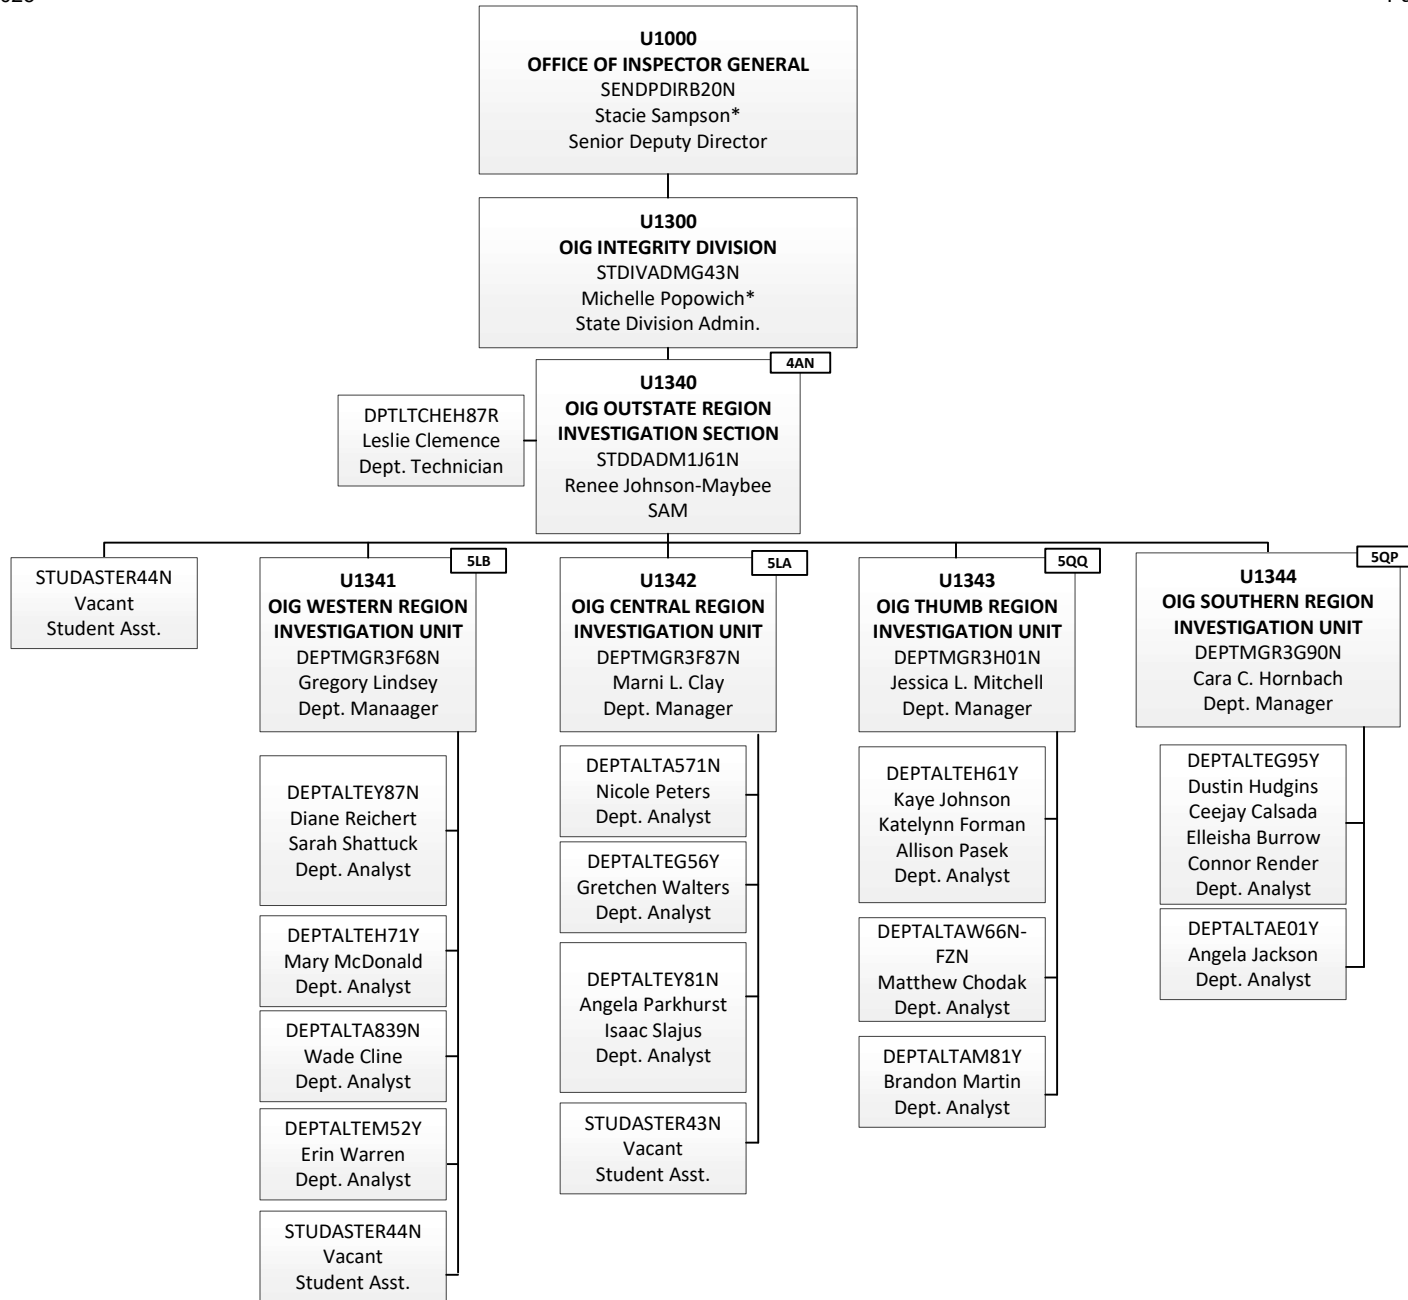 U1000
OFFICE OF INSPECTOR GENERAL
SENDPDIRB20N
Stacie Sampson*
Senior Deputy Director
U1300
OIG INTEGRITY DIVISION
STDIVADMG43N
Michelle Popowich*
State Division Admin.
4AN
U1340
OIG OUTSTATE REGION
INVESTIGATION SECTION
STDDADM1J61N
Renee Johnson-Maybee
SAM
DPTLTCHEH87R
Leslie Clemence
Dept. Technician
STUDASTER44N
Vacant
Student Asst.
5LB
U1341
OIG WESTERN REGION
INVESTIGATION UNIT
DEPTMGR3F68N
Gregory Lindsey
Dept. Manaager
DEPTALTEY87N
Diane Reichert
Sarah Shattuck
Dept. Analyst
DEPTALTEH71Y
Mary McDonald
Dept. Analyst
DEPTALTA839N
Wade Cline
Dept. Analyst
DEPTALTEM52Y
Erin Warren
Dept. Analyst
STUDASTER44N
Vacant
Student Asst.
5LA
U1342
OIG CENTRAL REGION
INVESTIGATION UNIT
DEPTMGR3F87N
Marni L. Clay
Dept. Manager
DEPTALTA571N
Nicole Peters
Dept. Analyst
DEPTALTEG56Y
Gretchen Walters
Dept. Analyst
DEPTALTEY81N
Angela Parkhurst
Isaac Slajus
Dept. Analyst
STUDASTER43N
Vacant
Student Asst.
5QQ
U1343
OIG THUMB REGION
INVESTIGATION UNIT
DEPTMGR3H01N
Jessica L. Mitchell
Dept. Manager
DEPTALTEH61Y
Kaye Johnson
Katelynn Forman
Allison Pasek
Dept. Analyst
DEPTALTAW66N-
FZN
Matthew Chodak
Dept. Analyst
DEPTALTAM81Y
Brandon Martin
Dept. Analyst
5QP
U1344
OIG SOUTHERN REGION
INVESTIGATION UNIT
DEPTMGR3G90N
Cara C. Hornbach
Dept. Manager
DEPTALTEG95Y
Dustin Hudgins
Ceejay Calsada
Elleisha Burrow
Connor Render
Dept. Analyst
DEPTALTAE01Y
Angela Jackson
Dept. Analyst